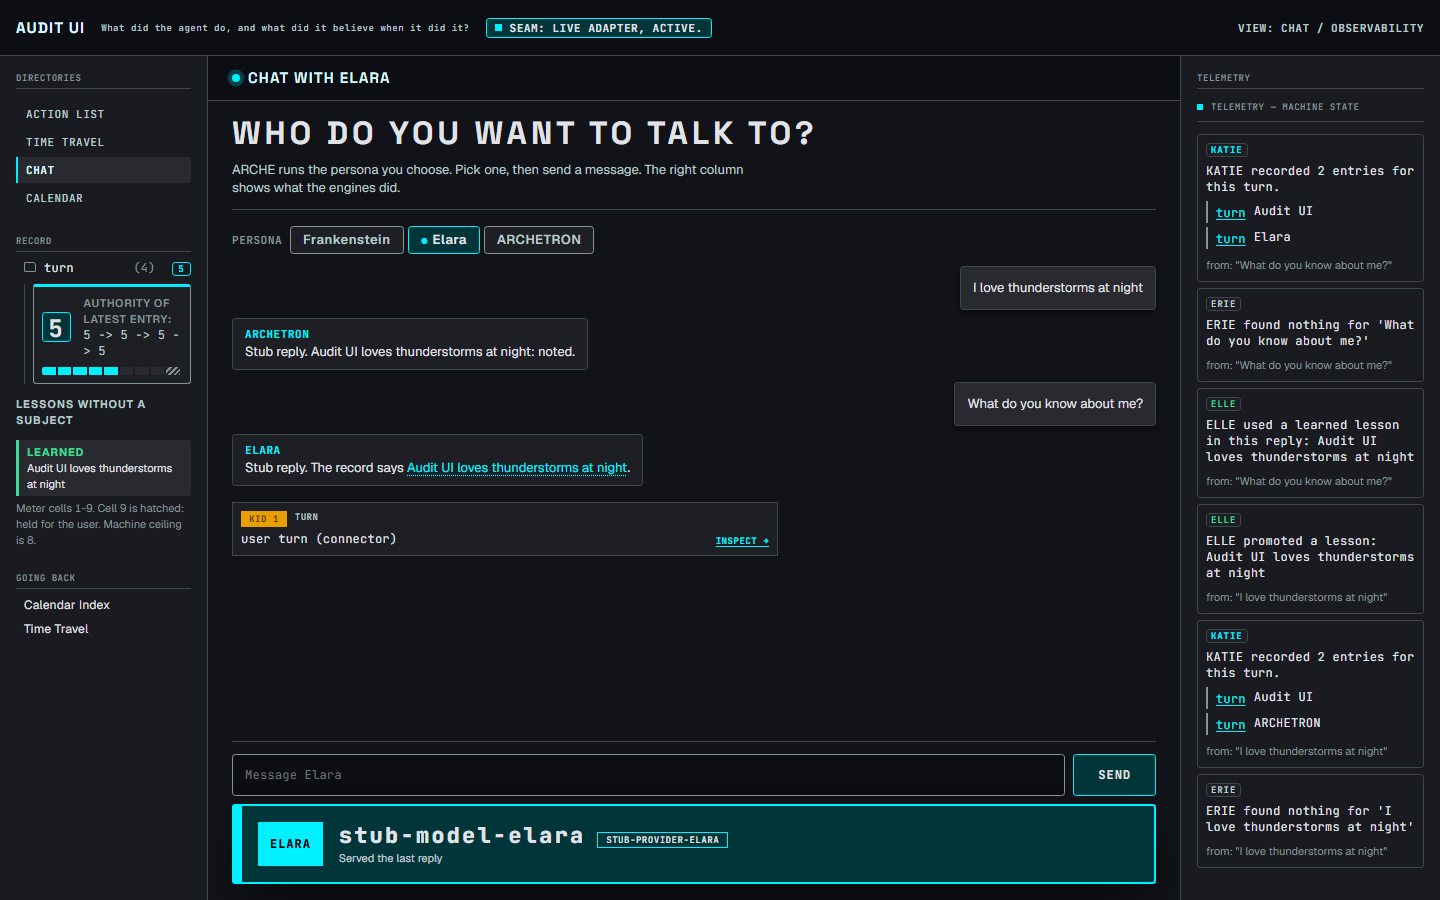 AUDIT UI
What did the agent do, and what did it believe when it did it?
SEAM: LIVE ADAPTER, ACTIVE.
VIEW: CHAT / OBSERVABILITY
DIRECTORIES
ACTION LIST
TIME TRAVEL
CHAT
CALENDAR
RECORD
turn (4) 5
5
AUTHORITY OF
LATEST ENTRY:
5 -> 5 -> 5 -
> 5
LESSONS WITHOUT A
SUBJECT
LEARNED
Audit UI loves thunderstorms
at night
Meter cells 1-9. Cell 9 is hatched:
held for the user. Machine ceiling
is 8.
GOING BACK
Calendar Index
Time Travel
CHAT WITH ELARA
WHO DO YOU WANT TO TALK TO?
ARCHE runs the persona you choose. Pick one, then send a message. The right column
shows what the engines did.
PERSONA Frankenstein Elara ARCHETRON
I love thunderstorms at night
ARCHETRON
Stub reply. Audit UI loves thunderstorms at night: noted.
What do you know about me?
ELARA
Stub reply. The record says Audit UI loves thunderstorms at night.
KID 1 TURN
user turn (connector)
INSPECT →
Message Elara
SEND
ELARA
stub-model-elara STUB-PROVIDER-ELARA
Served the last reply
TELEMETRY
TELEMETRY — MACHINE STATE
KATIE
KATIE recorded 2 entries for
this turn.
turn Audit UI
turn Elara
from: "What do you know about me?"
ERIE
ERIE found nothing for 'What
do you know about me?'
from: "What do you know about me?"
ELLE
ELLE used a learned lesson
in this reply: Audit UI
loves thunderstorms at night
from: "What do you know about me?"
ELLE
ELLE promoted a lesson:
Audit UI loves thunderstorms
at night
from: "I love thunderstorms at night"
KATIE
KATIE recorded 2 entries for
this turn.
turn Audit UI
turn ARCHETRON
from: "I love thunderstorms at night"
ERIE
ERIE found nothing for 'I
love thunderstorms at night'
from: "I love thunderstorms at night"